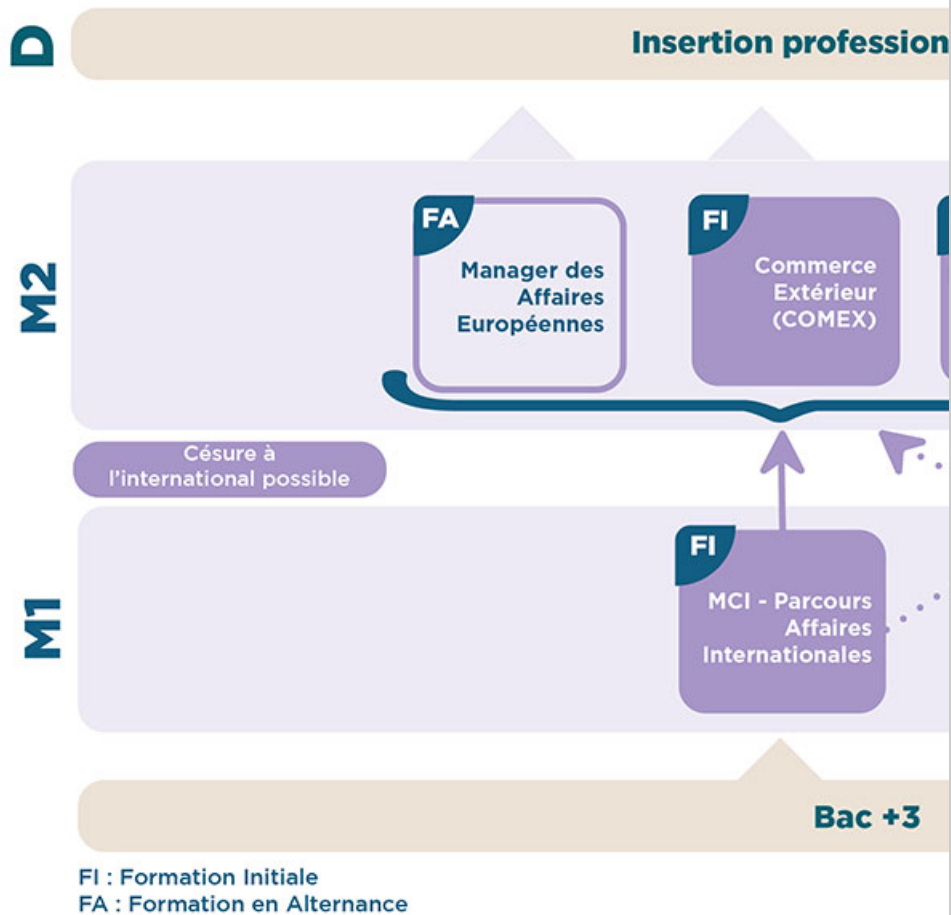 D
Insertion profession
M2
FA
Manager des
Affaires
Européennes
FI
Commerce
Extérieur
(COMEX)
Césure à
l'international possible
M1
FI
MCI - Parcours
Affaires
Internationales
Bac +3
FI : Formation Initiale
FA : Formation en Alternance